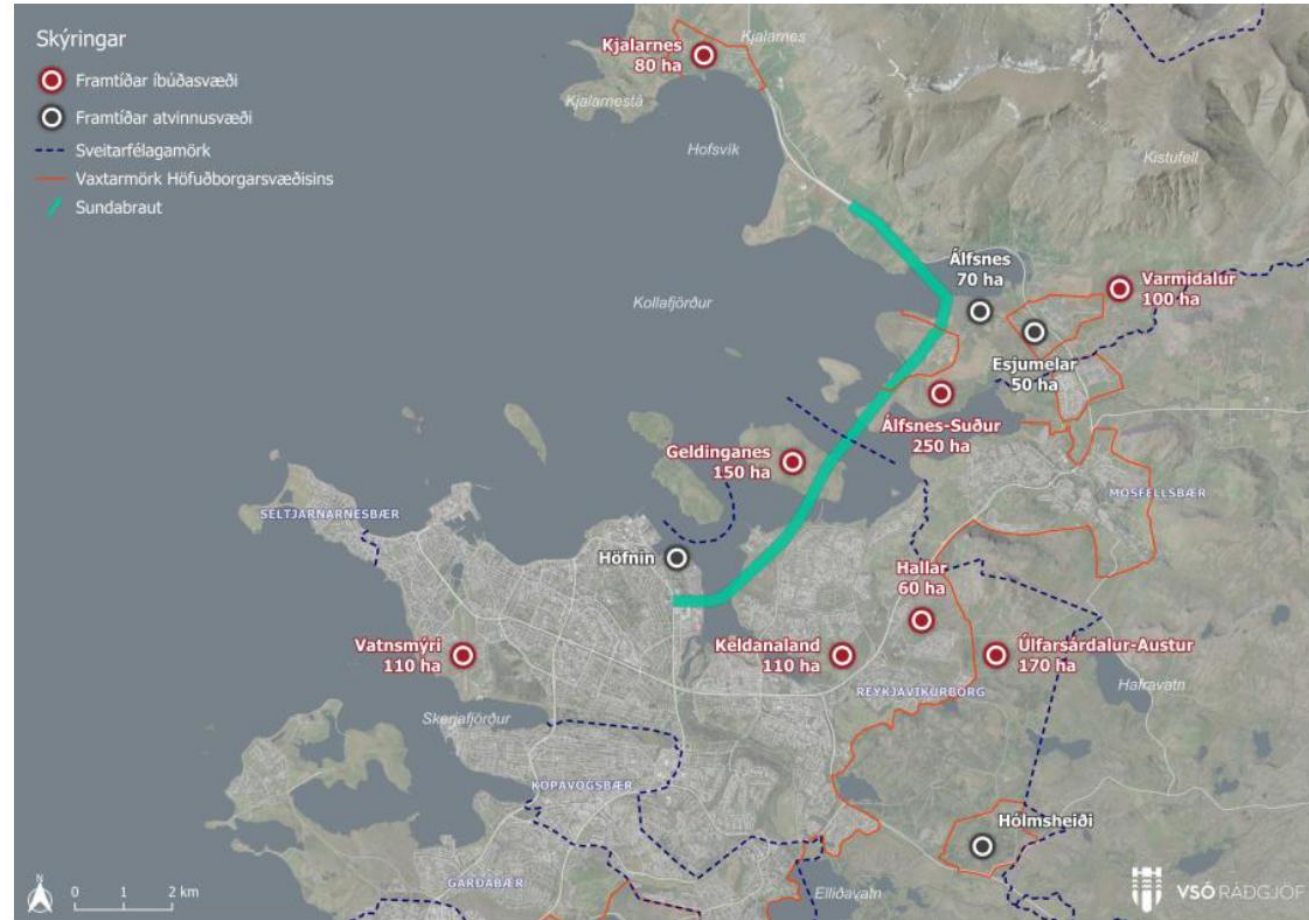 Skýringar
Framtíðar íbúðasvæði
Framtíðar atvinnusvæði
Sveitarfélagamörk
Vaxtarmörk Höfuðborgarsvæðisins
Sundabraut
Kjalarnes
80 ha
Kjalarnes
Kjalarnestá
Hofsvík
Kistufell
Álfsnes
70 ha
Varmidalur
100 ha
Kollafjörður
Esjumelar
50 ha
Álfsnes-Suður
250 ha
Geldinganes
150 ha
MOSFELLSBÆR
SELTJARNARNESBÆR
Höfnin
Hallar
60 ha
Vatnsmýri
110 ha
Keldanaland
110 ha
Úlfarsárdalur-Austur
170 ha
REYKJAVÍKURBORG
Hafravatn
Skerjafjörður
KÓPAVOGSBÆR
Hólmsheiði
GARÐABÆR
Elliðavatn
N
0 1 2 km
VSÓ RÁÐGJÖF